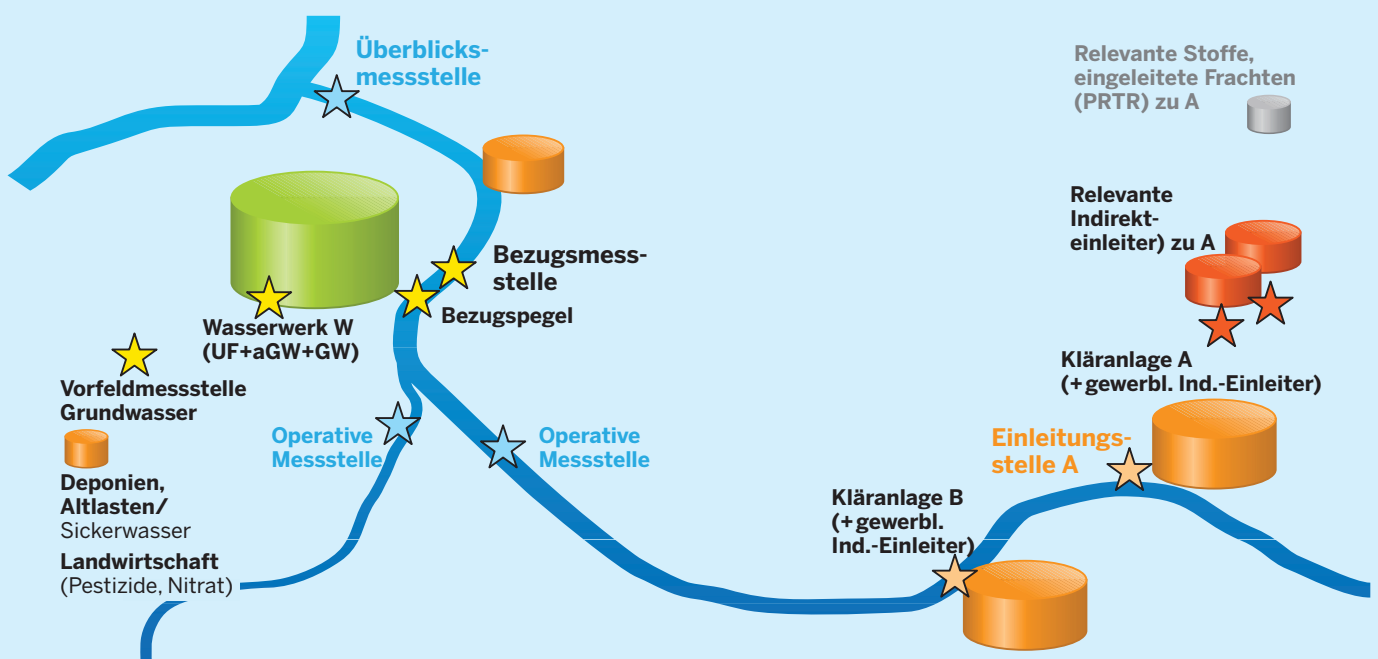 Überblicks-
messstelle
Relevante Stoffe,
eingeleitete Frachten
(PRTR) zu A
Relevante
Indirekt-
einleiter) zu A
Bezugsmess-
stelle
Bezugspegel
Wasserwerk W
(UF+aGW+GW)
Kläranlage A
(+gewerbl. Ind.-Einleiter)
Vorfeldmessstelle
Grundwasser
Operative
Messstelle
Operative
Messstelle
Einleitungs-
stelle A
Deponien,
Altlasten/
Sickerwasser
Kläranlage B
(+gewerbl.
Ind.-Einleiter)
Landwirtschaft
(Pestizide, Nitrat)